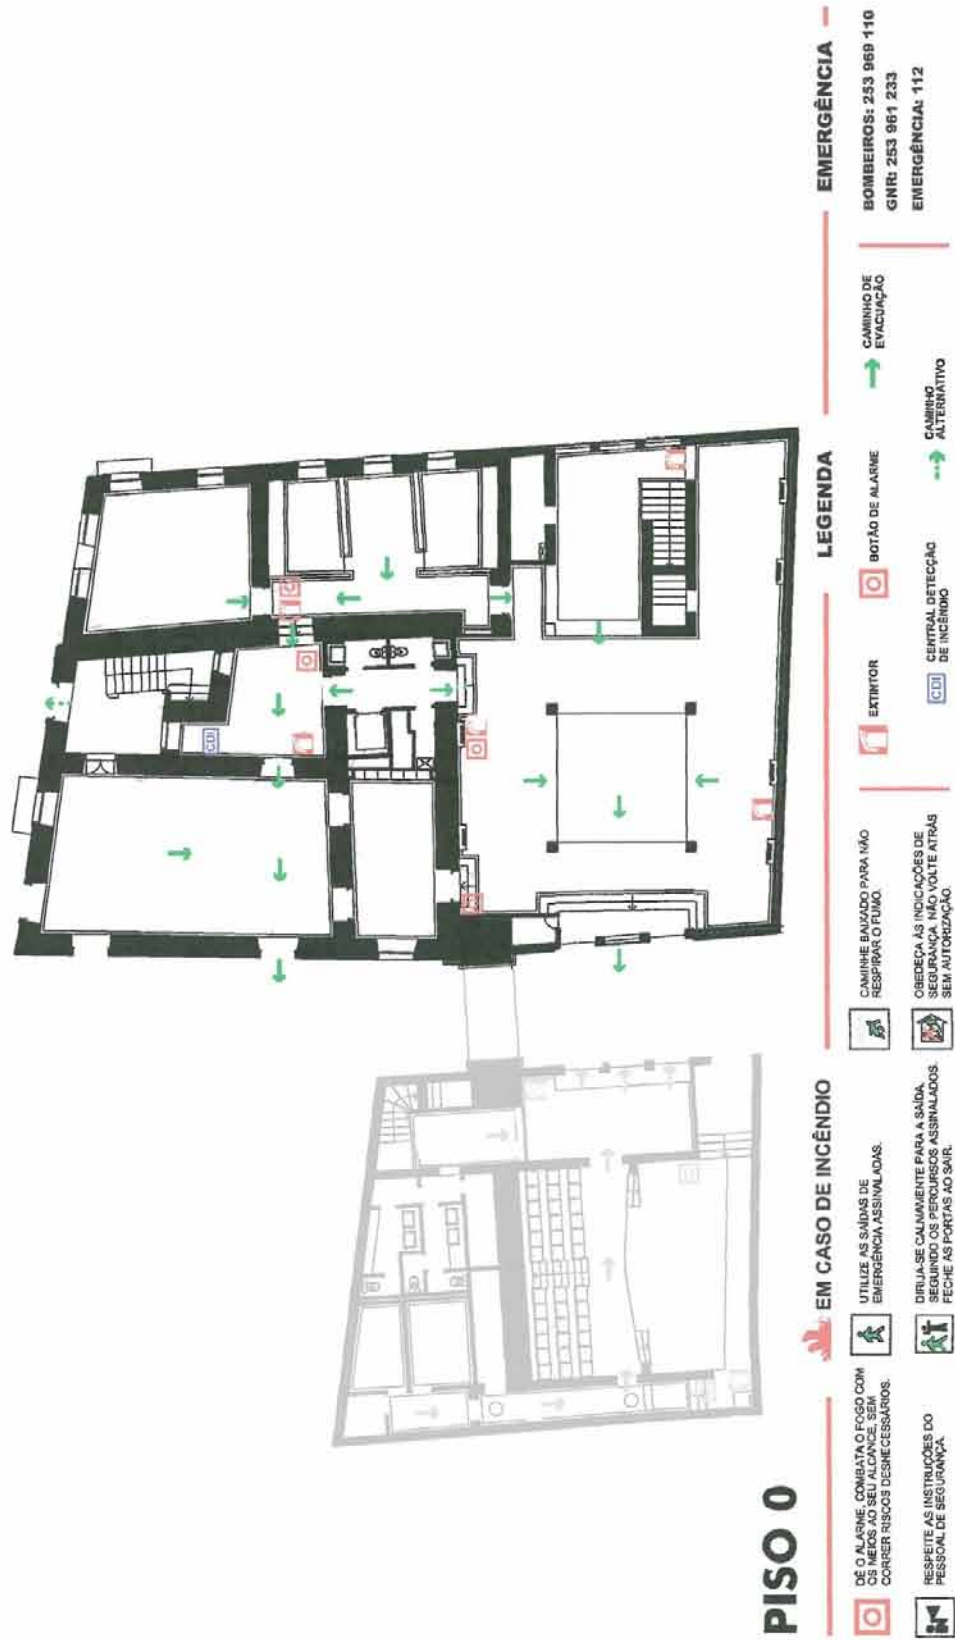 PISO 0
EM CASO DE INCÊNDIO
DÊ O ALARME, COMBATA O FOGO COM
OS MEIOS AO SEU ALCANCE, SEM
CORRER RISCOS DESNECESSÁRIOS.
RESPEITE AS INSTRUÇÕES DO
PESSOAL DE SEGURANÇA.
UTILIZE AS SAÍDAS DE
EMERGÊNCIA ASSINALADAS.
DIRIJA-SE CALMAMENTE PARA A SAÍDA,
SEGUINDO OS PERCURSOS ASSINALADOS.
FECHE AS PORTAS AO SAIR.
CAMINHE BAIXADO PARA NÃO
RESPIRAR O FUMO.
OBEDEÇA ÀS INDICAÇÕES DE
SEGURANÇA. NÃO VOLTE ATRÁS
SEM AUTORIZAÇÃO.
LEGENDA
EXTINTOR
BOTÃO DE ALARME
CAMINHO DE
EVACUAÇÃO
CDI
CENTRAL DETECÇÃO
DE INCÊNDIO
CAMINHO
ALTERNATIVO
EMERGÊNCIA
BOMBEIROS: 253 969 110
GNR: 253 961 233
EMERGÊNCIA: 112
CDI